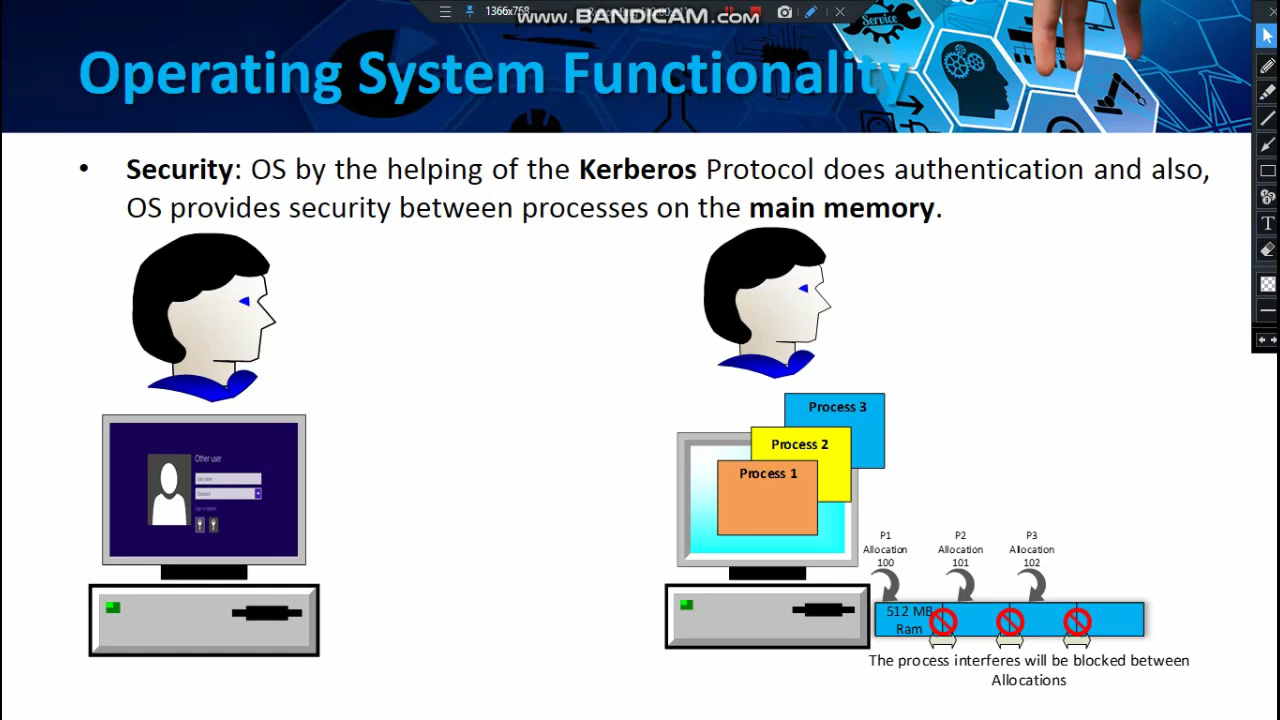 1366x768
www.BANDICAM.com
Service
Operating System Functionality
• Security: OS by the helping of the Kerberos Protocol does authentication and also,
OS provides security between processes on the main memory.
Process 3
Process 2
Process 1
Other user
P1
Allocation
100
P2
Allocation
101
P3
Allocation
102
512 MB
Ram
The process interferes will be blocked between
Allocations